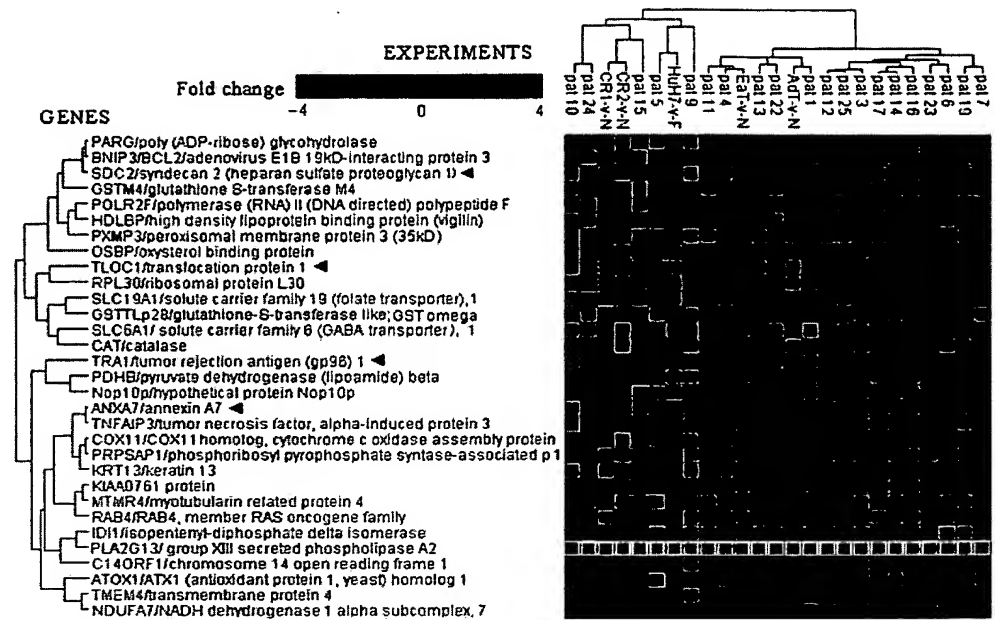 EXPERIMENTS
Fold change
-4 0 4
GENES
pat 10
pat 24
CR1-v-N
CR2-v-N
pat 15
pat 5
HuH7-v-F
pat 9
pat 11
pat 4
EaT-v-N
pat 13
pat 22
AdT-v-N
pat 1
pat 12
pat 25
pat 3
pat 17
pat 14
pat 16
pat 23
pat 6
pat 19
pat 7
PARG/poly (ADP-ribose) glycohydrolase
BNIP3/BCL2/adenovirus E1B 19kD-interacting protein 3
SDC2/syndecan 2 (heparan sulfate proteoglycan 1)
GSTM4/glutathione S-transferase M4
POLR2F/polymerase (RNA) II (DNA directed) polypeptide F
HDLBP/high density lipoprotein binding protein (vigilin)
PXMP3/peroxisomal membrane protein 3 (35kD)
OSBP/oxysterol binding protein
TLOC1/translocation protein 1
RPL30/ribosomal protein L30
SLC19A1/solute carrier family 19 (folate transporter),1
GSTTLp28/glutathione-S-transferase like; GST omega
SLC6A1/ solute carrier family 6 (GABA transporter), 1
CAT/catalase
TRA1/tumor rejection antigen (gp96) 1
PDHB/pyruvate dehydrogenase (lipoamide) beta
Nop10p/hypothetical protein Nop10p
ANXA7/annexin A7
TNFAIP3/tumor necrosis factor, alpha-induced protein 3
COX11/COX11 homolog, cytochrome c oxidase assembly protein
PRPSAP1/phosphoribosyl pyrophosphate syntase-associated p1
KRT13/keratin 13
KIAA0761 protein
MTMR4/myotubularin related protein 4
RAB4/RAB4, member RAS oncogene family
IDI1/isopentenyl-diphosphate delta isomerase
PLA2G13/ group XIII secreted phospholipase A2
C14ORF1/chromosome 14 open reading frame 1
ATOX1/ATX1 (antioxidant protein 1, yeast) homolog 1
TMEM4/transmembrane protein 4
NDUFA7/NADH dehydrogenase 1 alpha subcomplex, 7